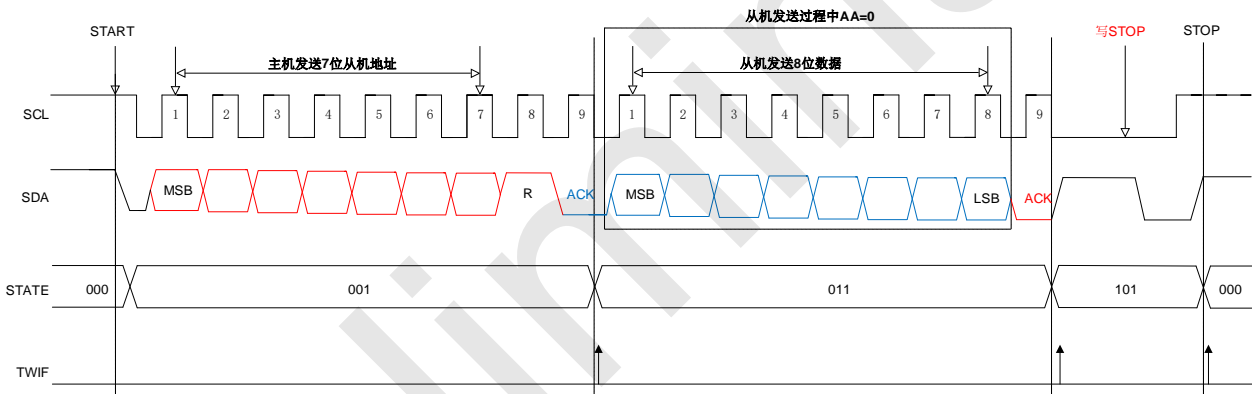 从机发送过程中AA=0
START
写STOP
STOP
主机发送7位从机地址
从机发送8位数据
SCL
1 2 3 4 5 6 7 8 9 1 2 3 4 5 6 7 8 9
SDA
MSB R ACK MSB LSB ACK
STATE 000 001 011 101 000
TWIF